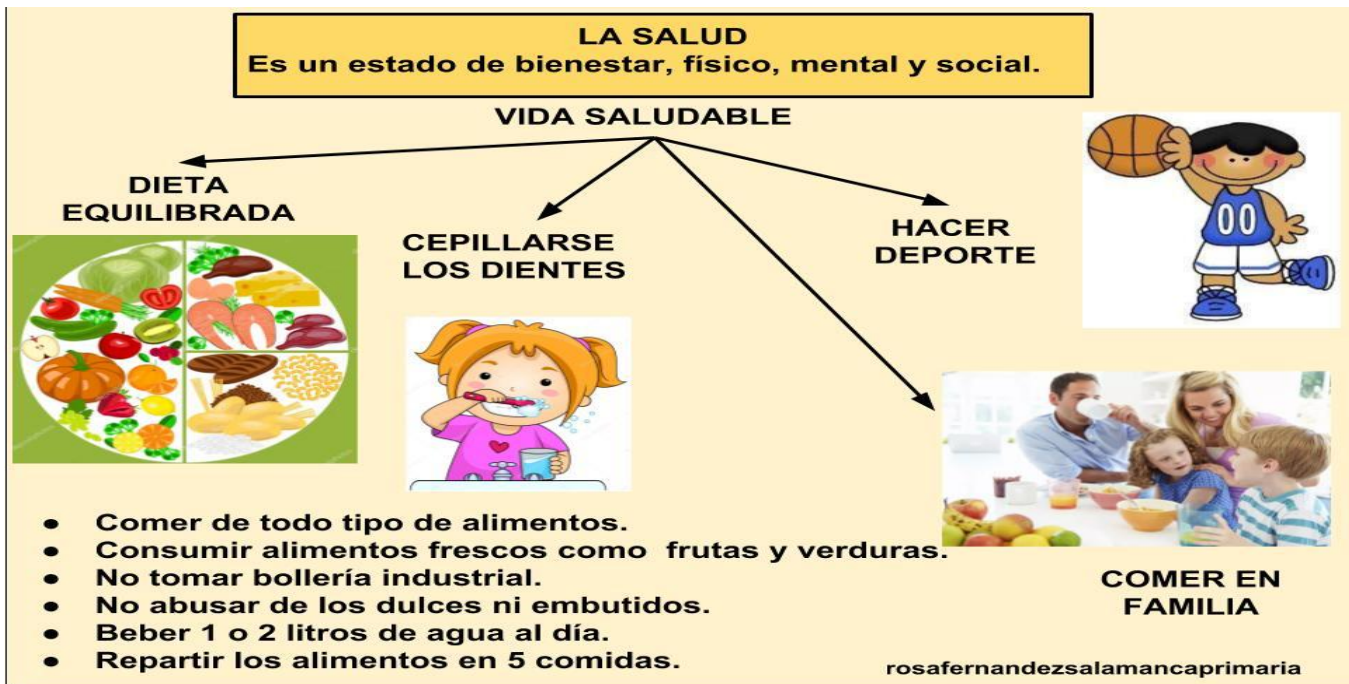 LA SALUD
Es un estado de bienestar, físico, mental y social.
VIDA SALUDABLE
DIETA
EQUILIBRADA
CEPILLARSE
LOS DIENTES
HACER
DEPORTE
00
● Comer de todo tipo de alimentos.
● Consumir alimentos frescos como frutas y verduras.
● No tomar bollería industrial.
● No abusar de los dulces ni embutidos.
● Beber 1 o 2 litros de agua al día.
● Repartir los alimentos en 5 comidas.
COMER EN
FAMILIA
rosafernandezsalamancaprimaria